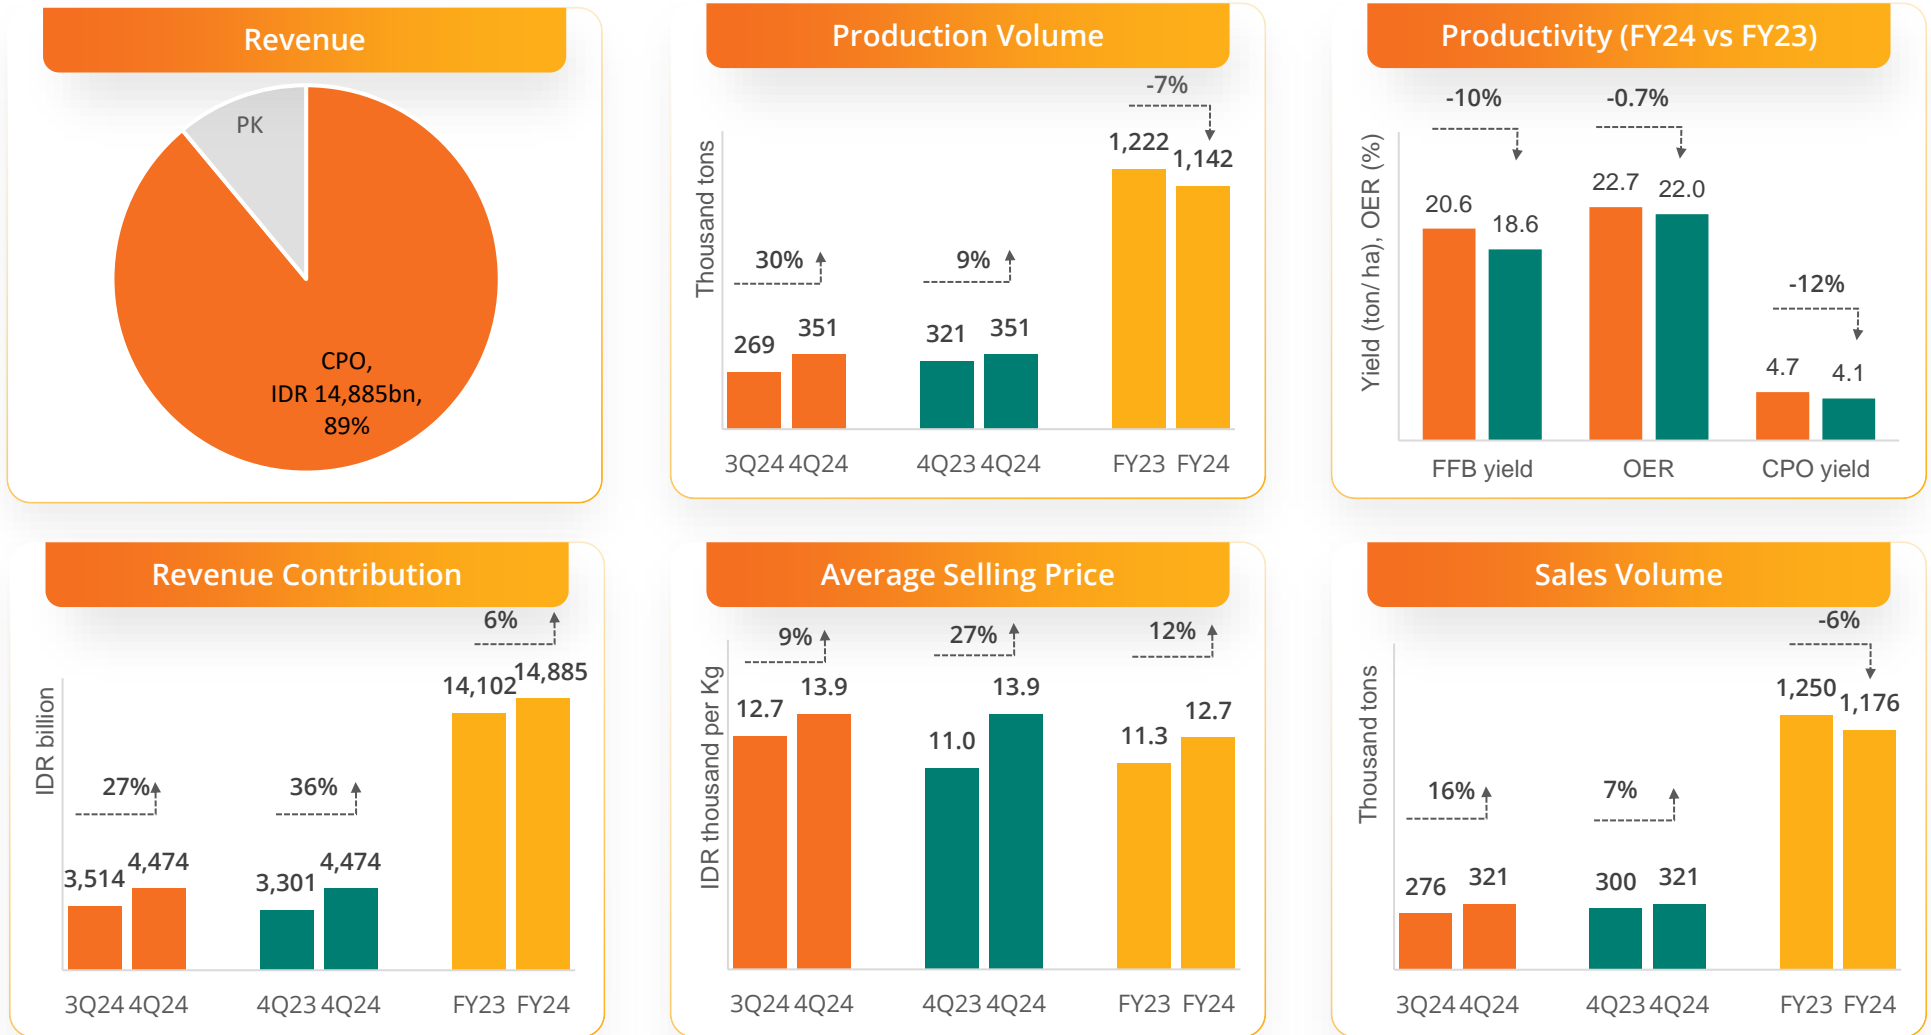 Revenue
PK
CPO,
IDR 14,885bn,
89%
Production Volume
Thousand tons
-7%
1,222
1,142
30%
9%
269
351
321
351
3Q24 4Q24
4Q23 4Q24
FY23 FY24
Productivity (FY24 vs FY23)
Yield (ton/ ha), OER (%)
-10%
-0.7%
-12%
20.6
18.6
22.7
22.0
4.7
4.1
FFB yield
OER
CPO yield
Revenue Contribution
IDR billion
6%
14,102
14,885
27%
36%
3,514
4,474
3,301
4,474
3Q24 4Q24
4Q23 4Q24
FY23 FY24
Average Selling Price
IDR thousand per Kg
9%
27%
12%
12.7
13.9
11.0
13.9
11.3
12.7
3Q24 4Q24
4Q23 4Q24
FY23 FY24
Sales Volume
Thousand tons
-6%
1,250
1,176
16%
7%
276
321
300
321
3Q24 4Q24
4Q23 4Q24
FY23 FY24